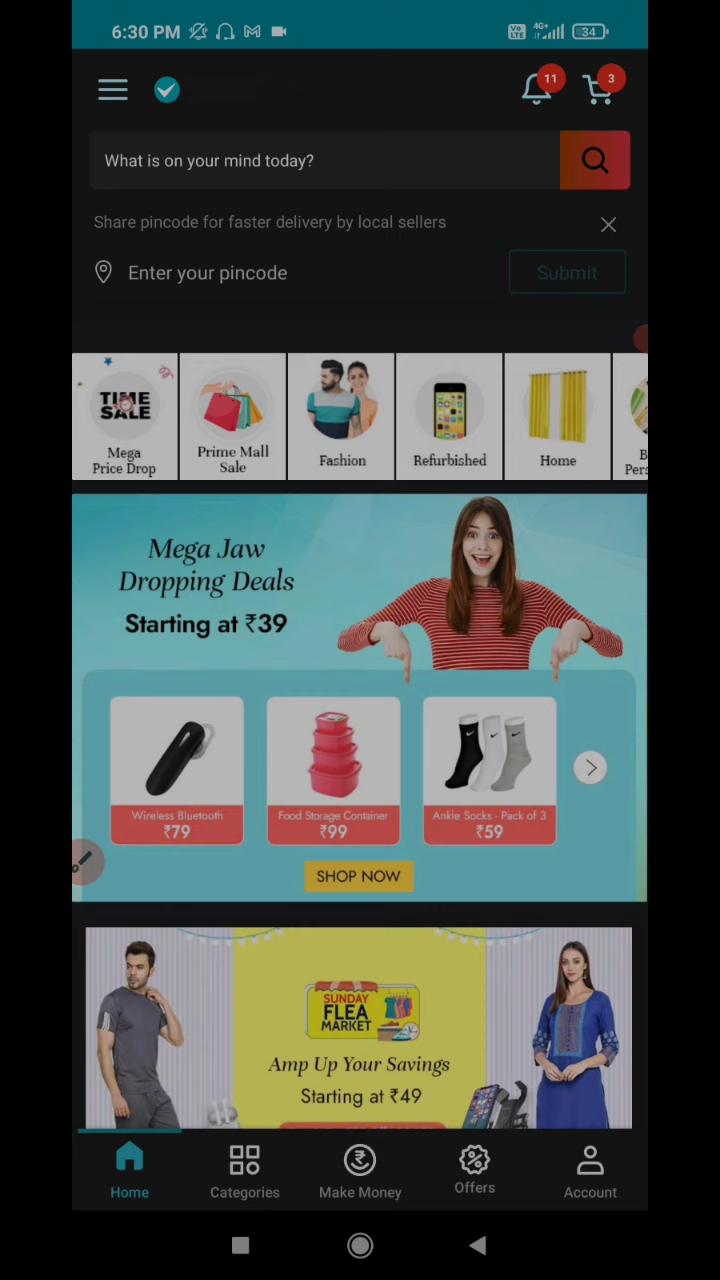 6:30 PM
Vo LTE 4G+ 34
11
3
What is on your mind today?
Share pincode for faster delivery by local sellers
Enter your pincode
Submit
TIME
SALE
Mega
Price Drop
Prime Mall
Sale
Fashion
Refurbished
Home
Mega Jaw
Dropping Deals
Starting at ₹39
Wireless Bluetooth
₹79
Food Storage Container
₹99
Ankle Socks - Pack of 3
₹59
SHOP NOW
SUNDAY
FLEA
MARKET
Amp Up Your Savings
Starting at ₹49
Home
Categories
Make Money
Offers
Account